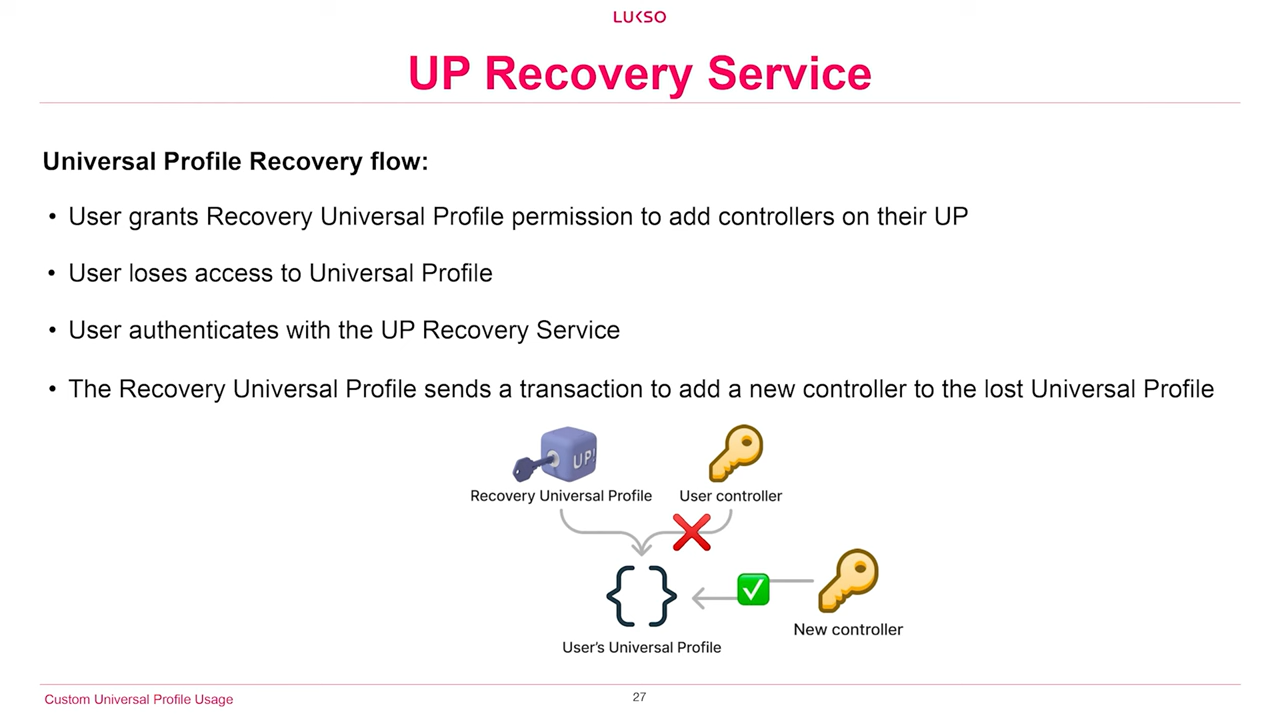 LUKSO
UP Recovery Service
Universal Profile Recovery flow:
• User grants Recovery Universal Profile permission to add controllers on their UP
• User loses access to Universal Profile
• User authenticates with the UP Recovery Service
• The Recovery Universal Profile sends a transaction to add a new controller to the lost Universal Profile
UP!
Recovery Universal Profile
User controller
{ }
New controller
User’s Universal Profile
Custom Universal Profile Usage
27